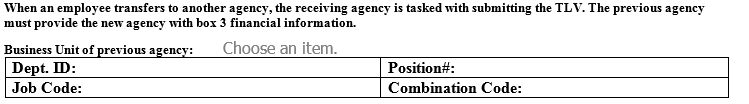 When an employee transfers to another agency, the receiving agency is tasked with submitting the TLV. The previous agency
must provide the new agency with box 3 financial information.
Business Unit of previous agency: Choose an item.
Dept. ID: Position#:
Job Code: Combination Code: